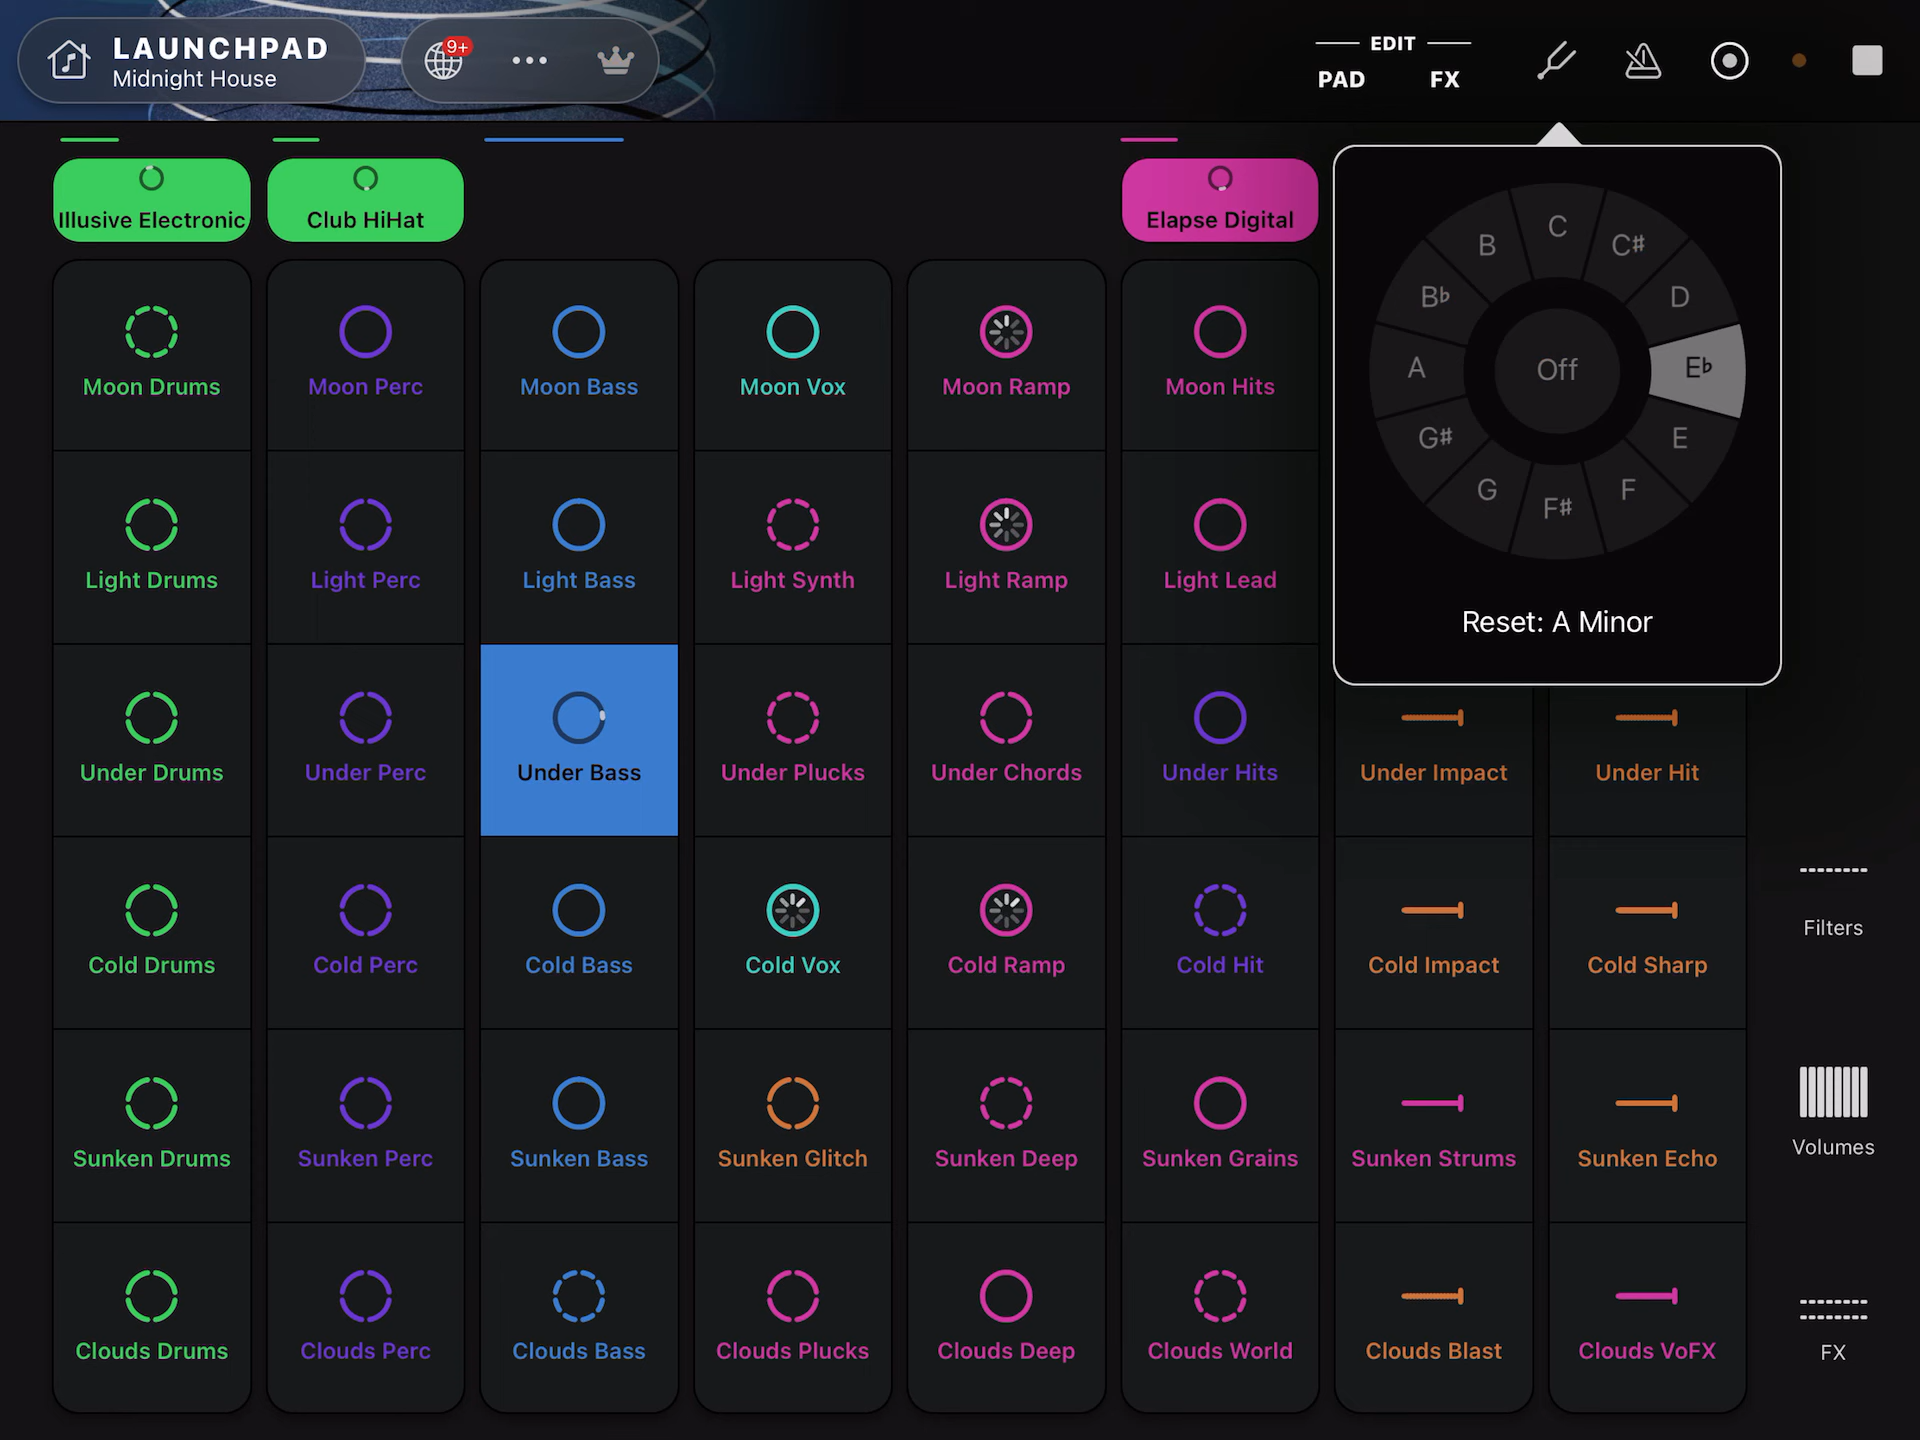 LAUNCHPAD
Midnight House
9+
EDIT
PAD FX
Illusive Electronic
Club HiHat
Elapse Digital
C
C♯
D
E♭
E
F
F♯
G
G♯
A
B♭
B
Off
Reset: A Minor
Moon Drums
Moon Perc
Moon Bass
Moon Vox
Moon Ramp
Moon Hits
Light Drums
Light Perc
Light Bass
Light Synth
Light Ramp
Light Lead
Under Drums
Under Perc
Under Bass
Under Plucks
Under Chords
Under Hits
Under Impact
Under Hit
Cold Drums
Cold Perc
Cold Bass
Cold Vox
Cold Ramp
Cold Hit
Cold Impact
Cold Sharp
Sunken Drums
Sunken Perc
Sunken Bass
Sunken Glitch
Sunken Deep
Sunken Grains
Sunken Strums
Sunken Echo
Clouds Drums
Clouds Perc
Clouds Bass
Clouds Plucks
Clouds Deep
Clouds World
Clouds Blast
Clouds VoFX
Filters
Volumes
FX